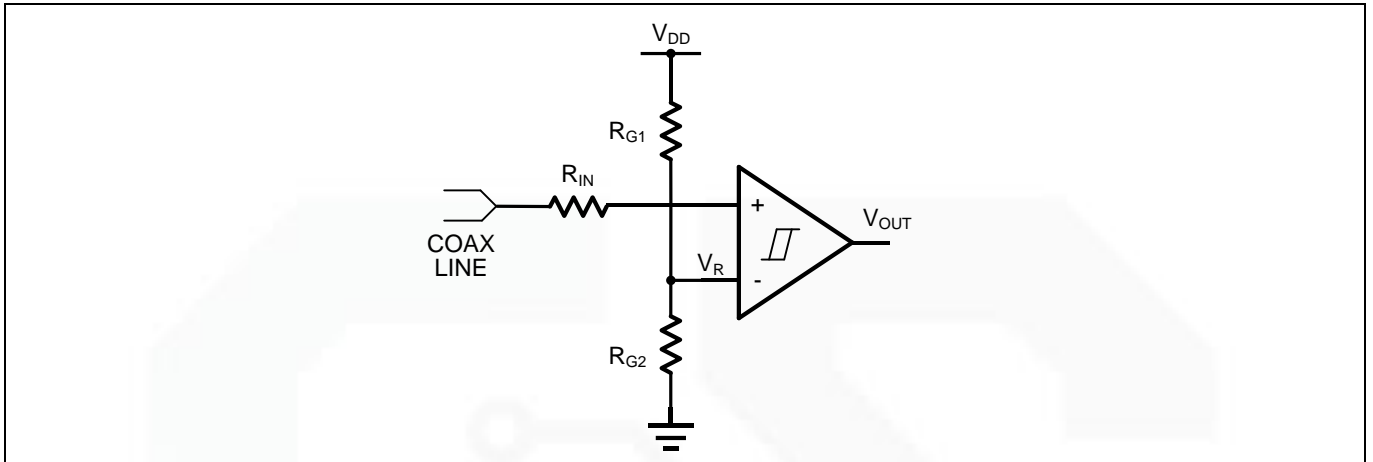 V_DD
R_G1
R_IN
+
V_OUT
COAX
LINE
V_R
-
R_G2